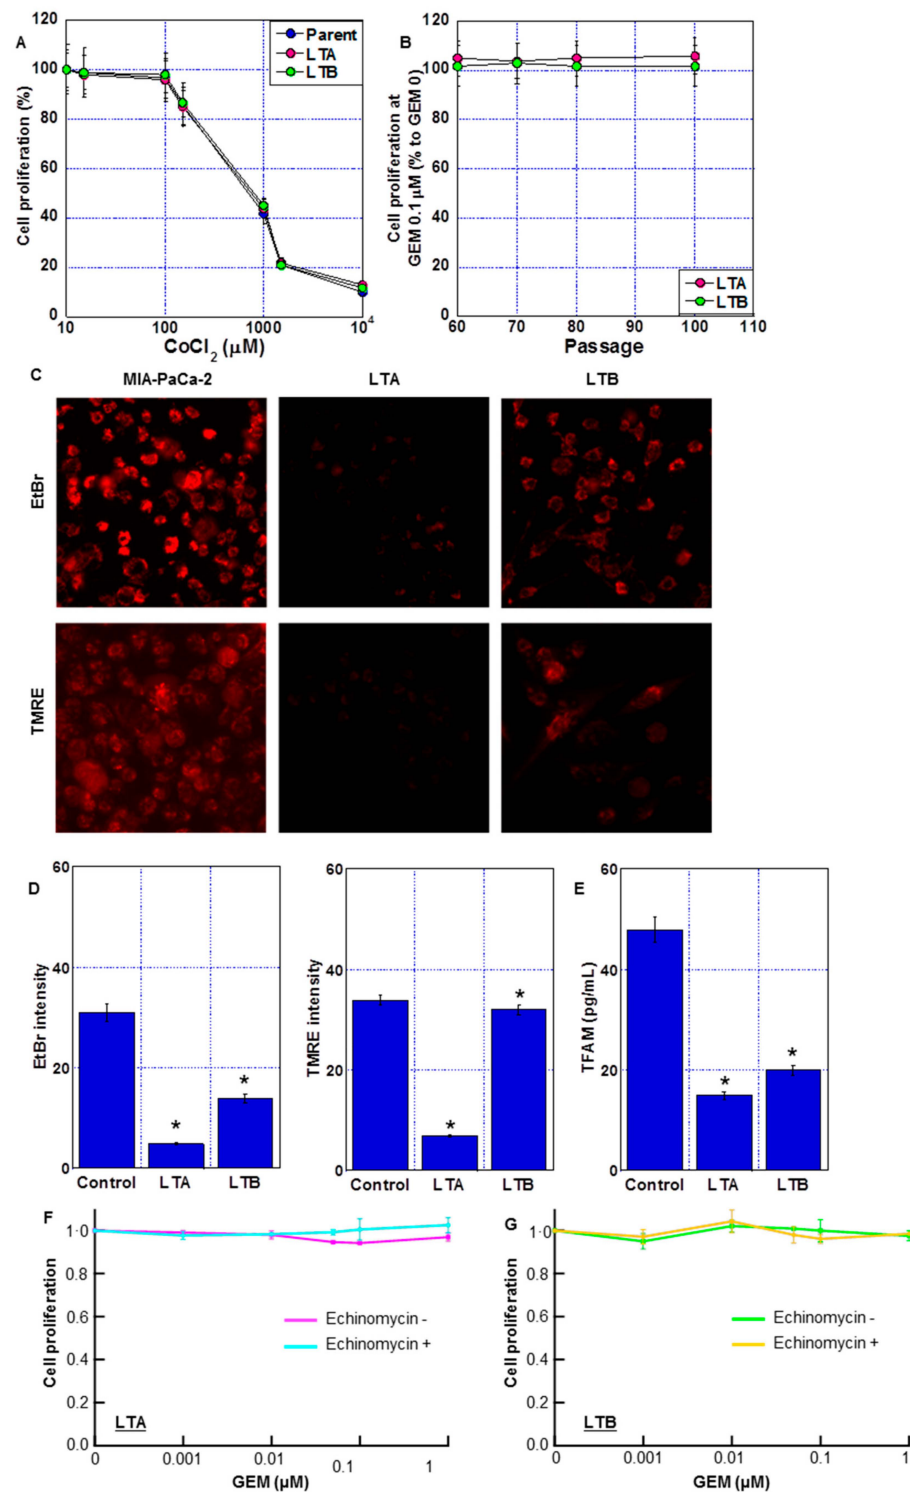 A
120
100
80
60
40
20
0
Cell proliferation (%)
Parent
LTA
LTB
10 100 1000 10⁴
CoCl₂ (μM)
B
120
100
80
60
40
20
0
Cell proliferation at
GEM 0.1 μM (% to GEM 0)
LTA
LTB
60 70 80 90 100 110
Passage
C
MIA-PaCa-2 LTA LTB
EtBr
TMRE
D
60
40
20
0
EtBr intensity
*
*
Control LTA LTB
60
40
20
0
TMRE intensity
*
*
Control LTA LTB
E
60
40
20
0
TFAM (pg/mL)
*
*
Control LTA LTB
F
1.0
0.8
0.6
0.4
0.2
0.0
Cell proliferation
Echinomycin -
Echinomycin +
LTA
0 0.001 0.01 0.1 1
GEM (μM)
G
1.0
0.8
0.6
0.4
0.2
0.0
Cell proliferation
Echinomycin -
Echinomycin +
LTB
0 0.001 0.01 0.1 1
GEM (μM)